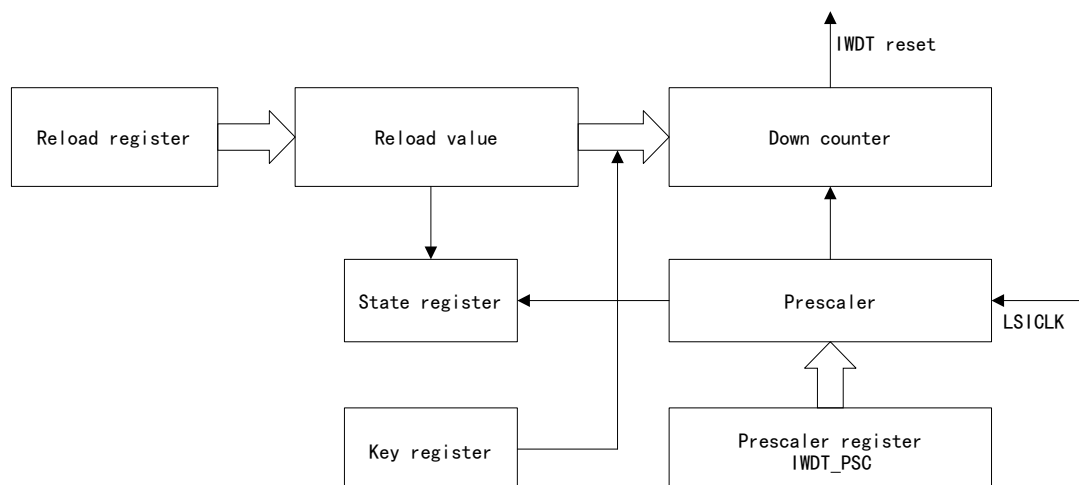 IWDT reset
Reload register
Reload value
Down counter
State register
Prescaler
LSICLK
Key register
Prescaler register
IWDT_PSC